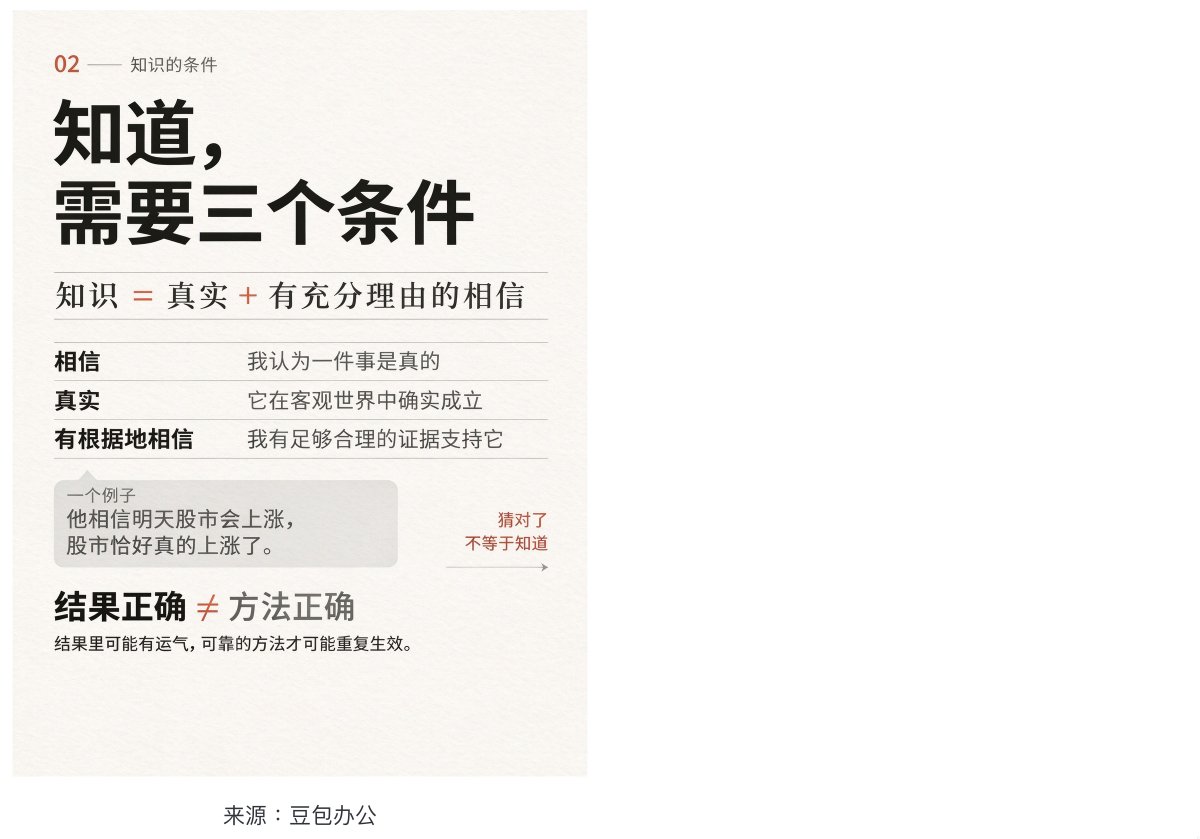 02 — 知识的条件
知道，
需要三个条件
知识 = 真实 + 有充分理由的相信
相信 我认为一件事是真的
真实 它在客观世界中确实成立
有根据地相信 我有足够合理的证据支持它
一个例子
他相信明天股市会上涨，
股市恰好真的上涨了。
猜对了
不等于知道
结果正确 ≠ 方法正确
结果里可能有运气，可靠的方法才可能重复生效。
来源：豆包办公